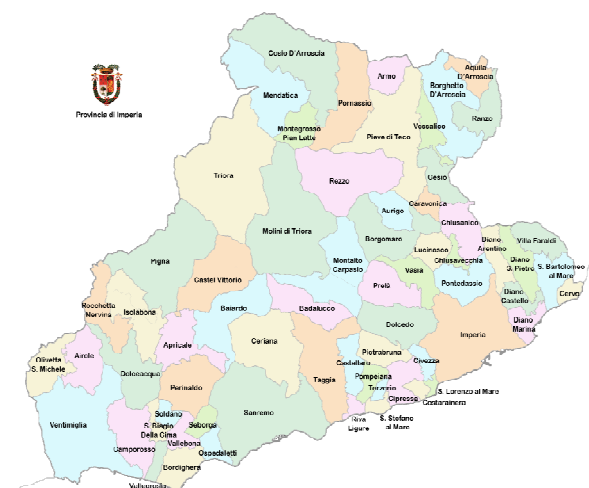 Cosio D'Arroscia
Armo
Aquila
D'Arroscia
Mendatica
Borghetto
D'Arroscia
Pornassio
Provincia di Imperia
Ranzo
Montegrosso
Pian Latte
Vessalico
Pieve di Teco
Triora
Rezzo
Cesio
Caravonica
Aurigo
Chiusanico
Molini di Triora
Borgomaro
Lucinasco
Diano
Arentino
Villa Faraldi
Pigna
Montalto
Carpasio
Chiusavecchia
Diano
S. Pietro
S. Bartolomeo
al Mare
Vasia
Castel Vittorio
Prelà
Pontedassio
Diano
Castello
Cervo
Rocchetta
Nervina
Isolabona
Baiardo
Badalucco
Diano
Marina
Dolcedo
Imperia
Apricale
Ceriana
Olivetta
S. Michele
Airole
Pietrabruna
Castellaro
Civezza
Dolceacqua
Taggia
Pompeiana
Perinaldo
Terzorio
S. Lorenzo al Mare
Cipressa
Costarainera
Soldano
Sanremo
Ventimiglia
S. Biagio
Della Cima
Seborga
Riva
Ligure
S. Stefano
al Mare
Vallebona
Camporosso
Ospedaletti
Bordighera
Vallecrosia